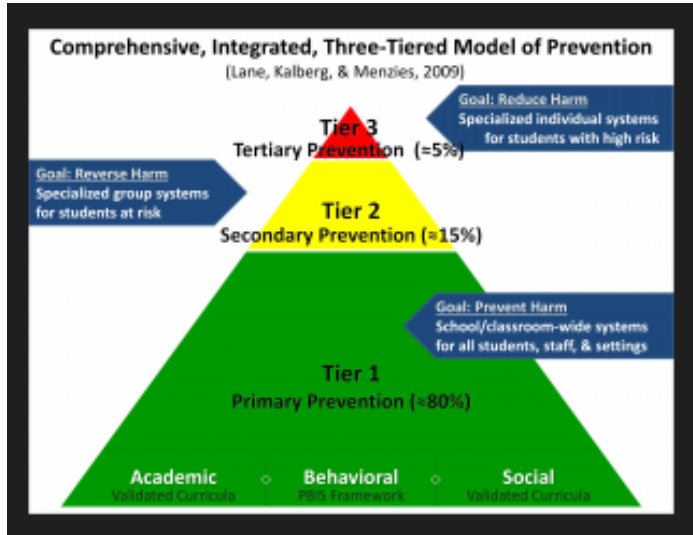 Comprehensive, Integrated, Three-Tiered Model of Prevention
(Lane, Kalberg, & Menzies, 2009)
Goal: Reduce Harm
Specialized individual systems
for students with high risk
Tier 3
Tertiary Prevention (≈5%)
Goal: Reverse Harm
Specialized group systems
for students at risk
Tier 2
Secondary Prevention (≈15%)
Goal: Prevent Harm
School/classroom-wide systems
for all students, staff, & settings
Tier 1
Primary Prevention (≈80%)
Academic ○ Behavioral ○ Social
Validated Curricula PBIS Framework Validated Curricula